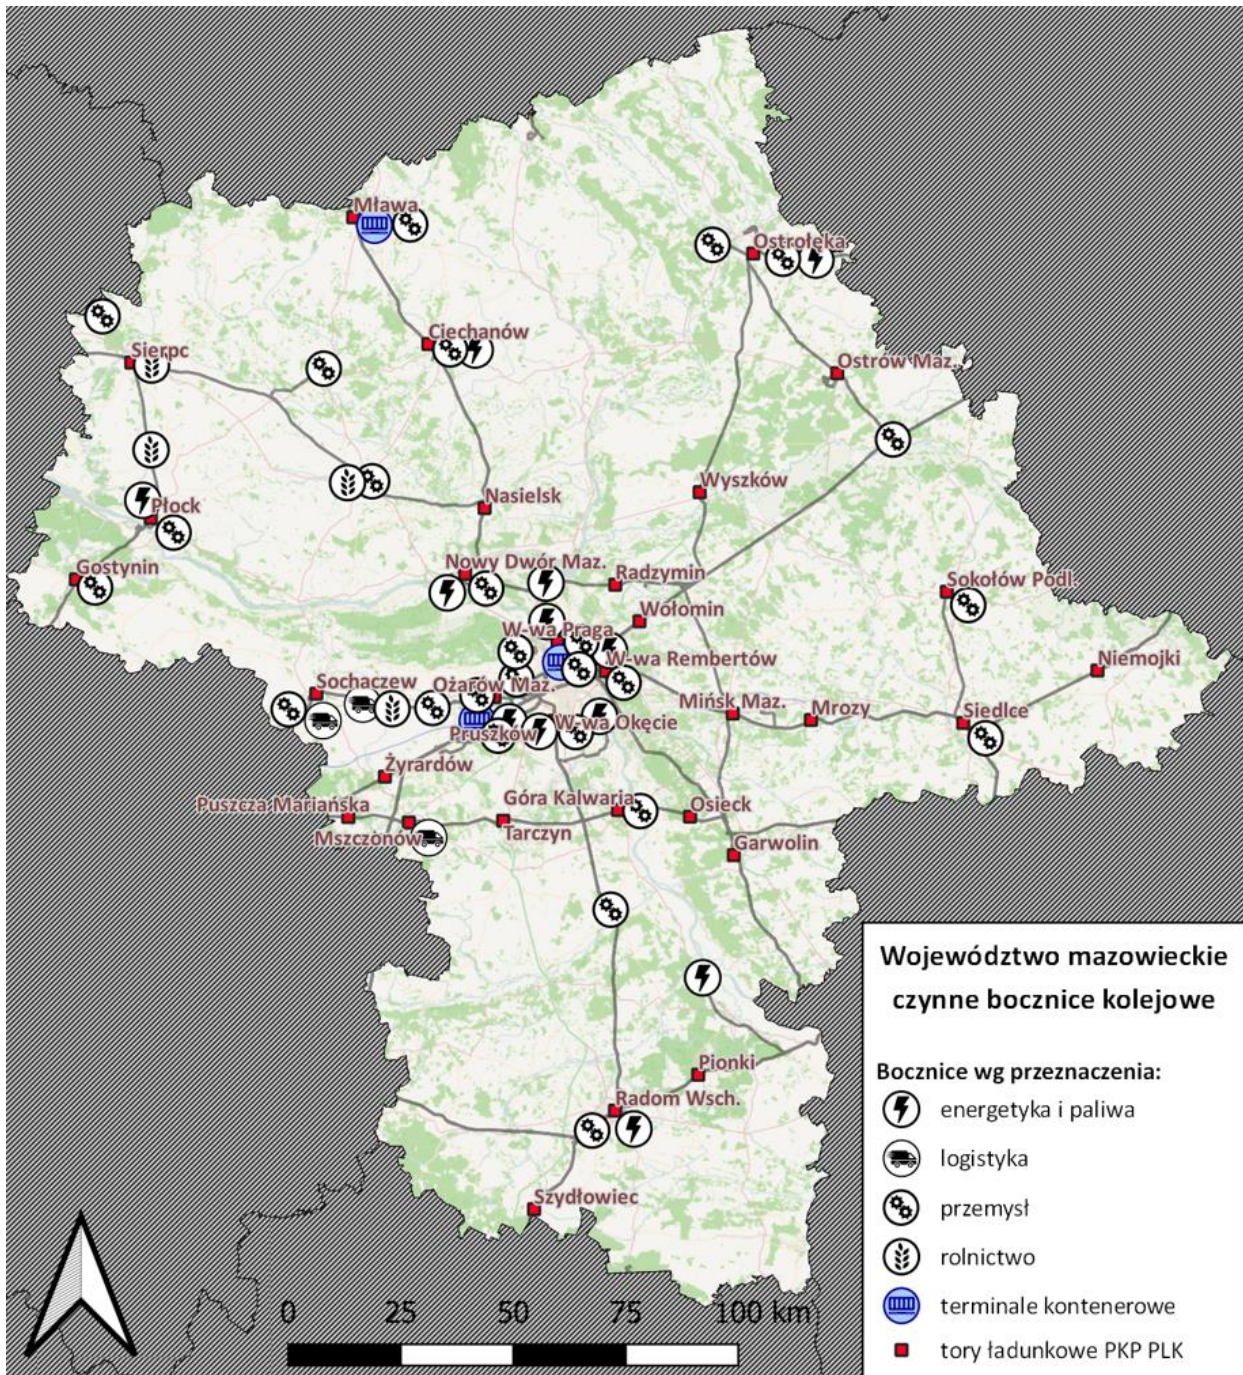 Mława
Ostrołęka
Ciechanów
Sierpc
Ostrów Maz.
Wyszków
Nasielsk
Płock
Nowy Dwór Maz.
Radzymin
Gostynin
Sokołów Podl.
Wołomin
W-wa Praga
W-wa Rembertów
Niemojki
Sochaczew
Ożarów Maz.
Mińsk Maz.
Mrozy
Siedlce
Pruszków
W-wa Okęcie
Żyrardów
Puszcza Mariańska
Góra Kalwaria
Osieck
Mszczonów
Tarczyn
Garwolin
Pionki
Radom Wsch.
Szydłowiec
Województwo mazowieckie
czynne bocznice kolejowe
Bocznice wg przeznaczenia:
energetyka i paliwa
logistyka
przemysł
rolnictwo
terminale kontenerowe
tory ładunkowe PKP PLK
0 25 50 75 100 km